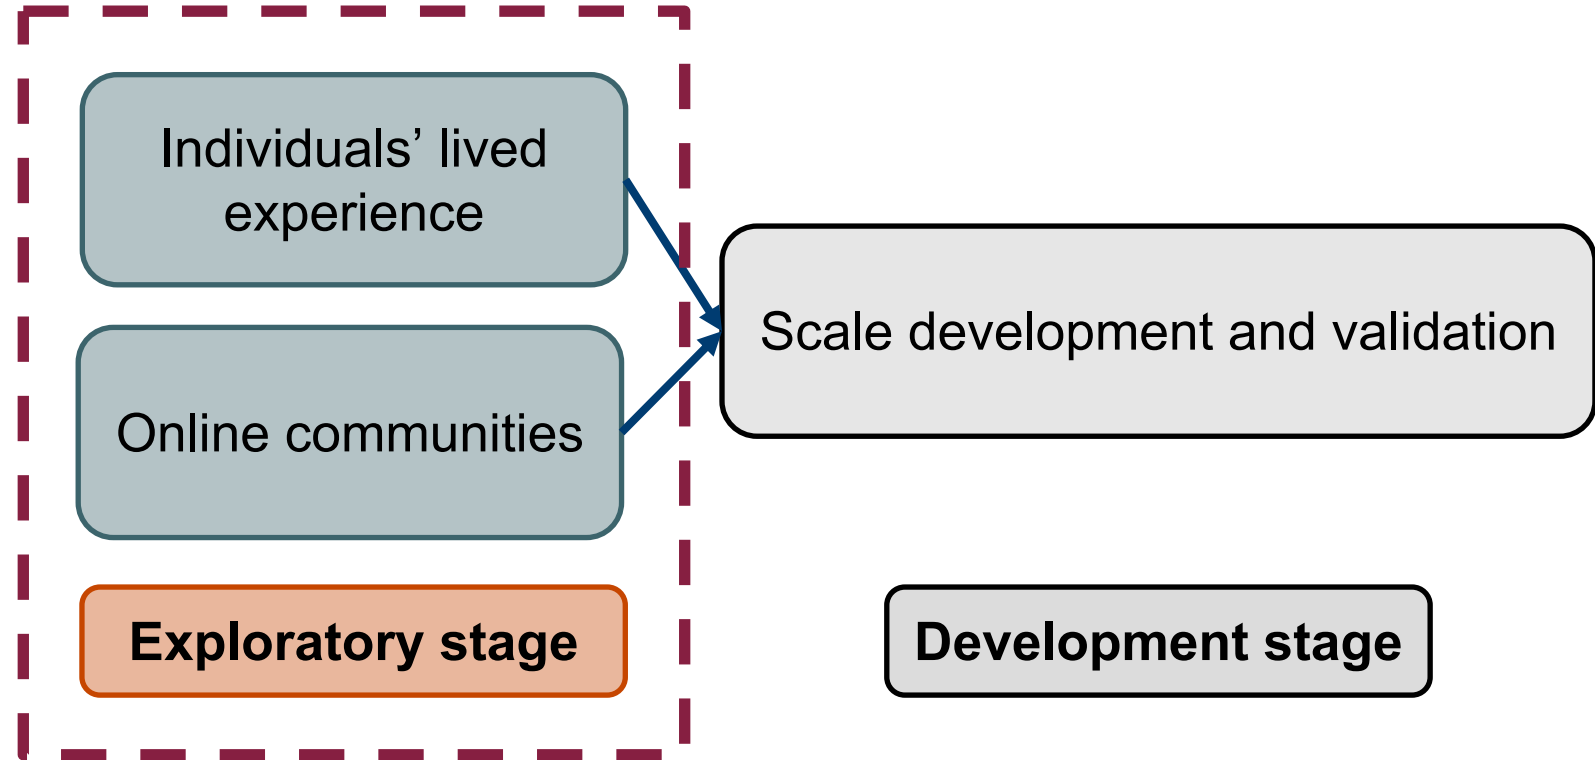 Individuals’ lived
experience
Online communities
Exploratory stage
Scale development and validation
Development stage